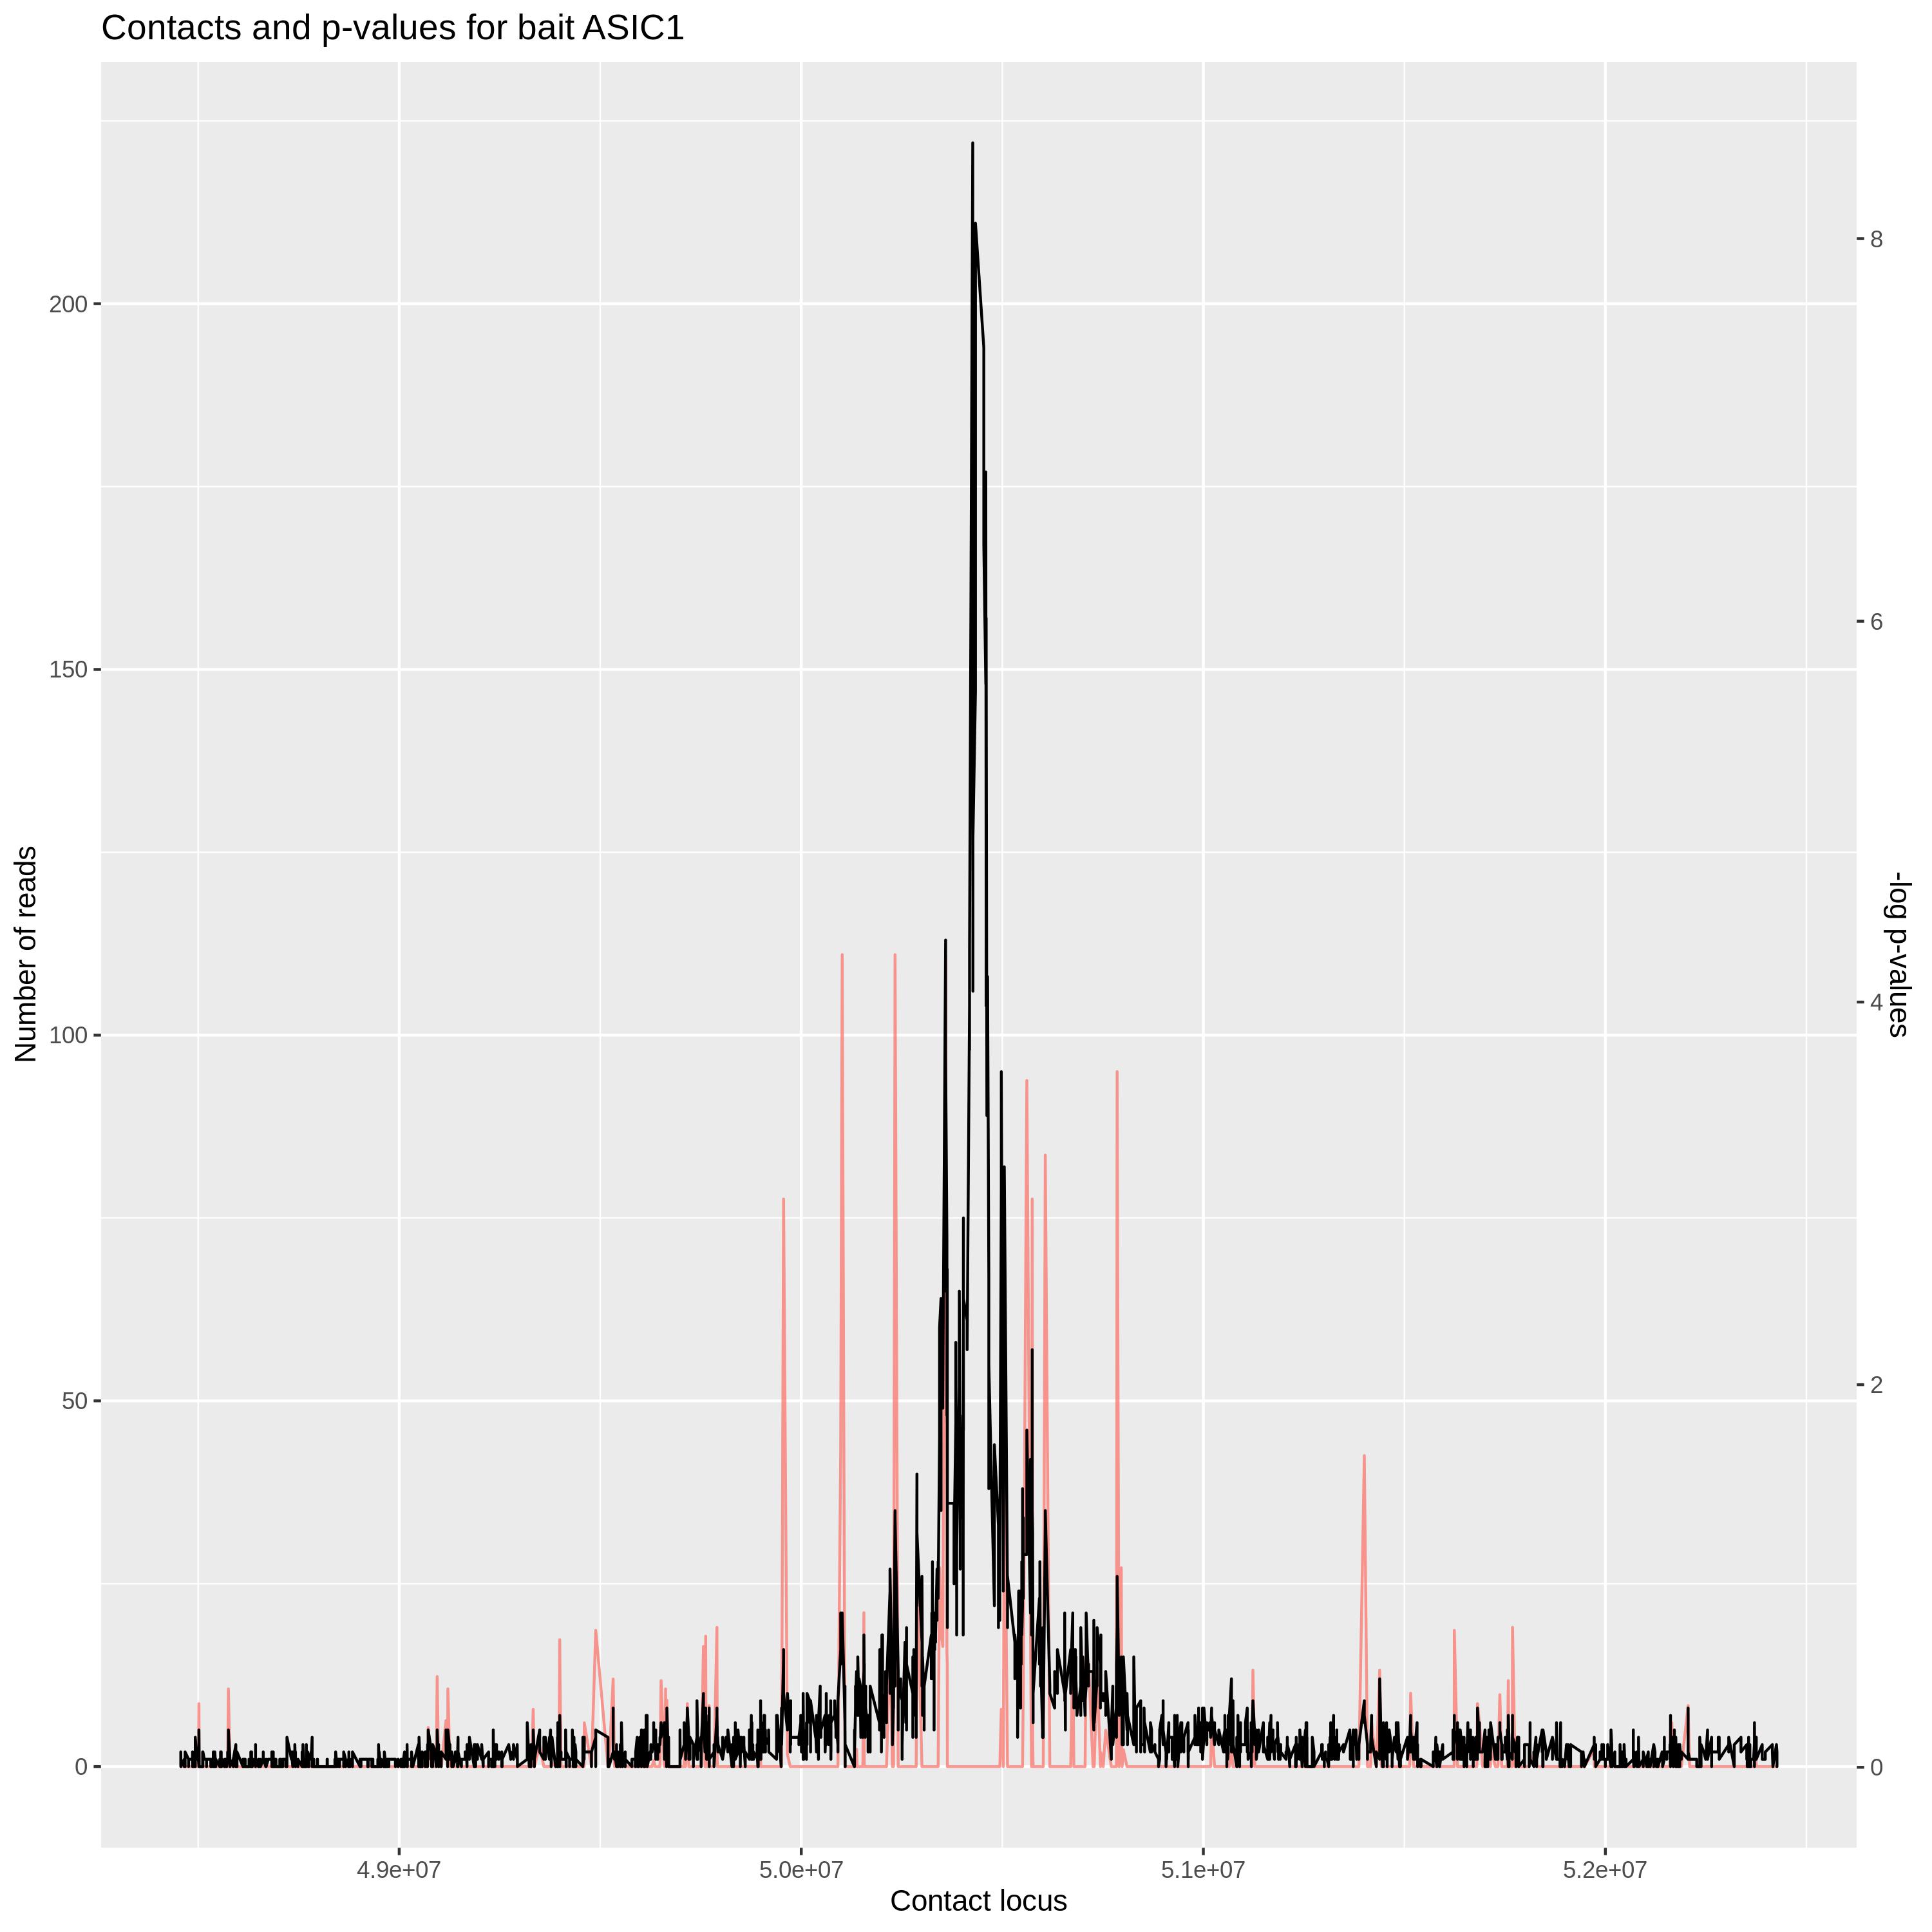 Contacts and p-values for bait ASIC1
Number of reads
200
150
100
50
0
8
6
4
2
0
-log p-values
4.9e+07 5.0e+07 5.1e+07 5.2e+07
Contact locus